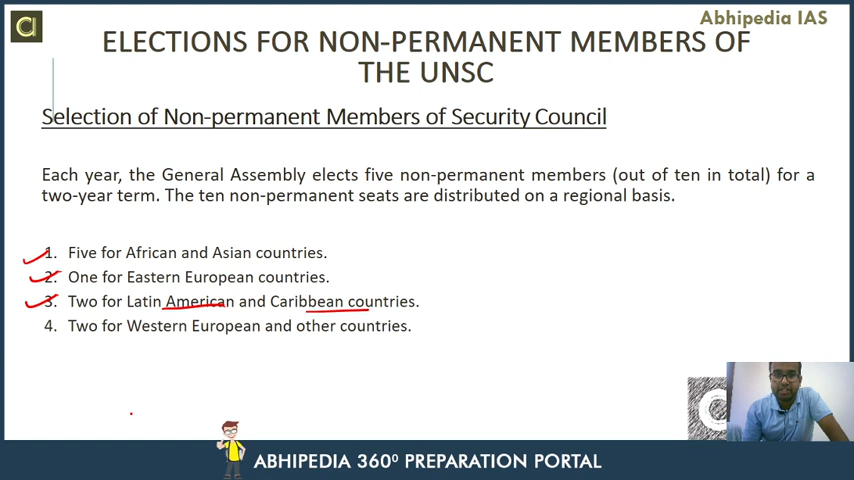 Abhipedia IAS
ELECTIONS FOR NON-PERMANENT MEMBERS OF
THE UNSC
Selection of Non-permanent Members of Security Council
Each year, the General Assembly elects five non-permanent members (out of ten in total) for a
two-year term. The ten non-permanent seats are distributed on a regional basis.
1. Five for African and Asian countries.
2. One for Eastern European countries.
3. Two for Latin American and Caribbean countries.
4. Two for Western European and other countries.
ABHIPEDIA 360⁰ PREPARATION PORTAL